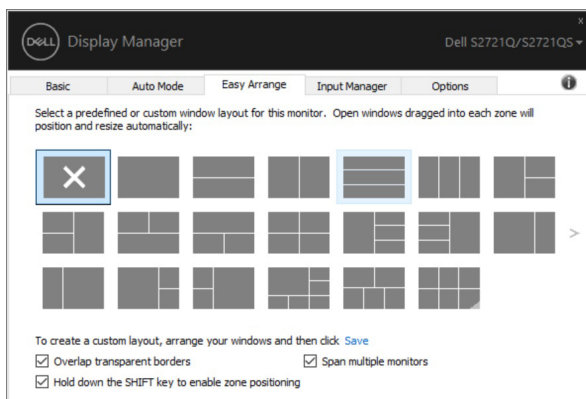 x
DELL Display Manager
Dell S2721Q/S2721QS
Basic Auto Mode Easy Arrange Input Manager Options
Select a predefined or custom window layout for this monitor. Open windows dragged into each zone will
position and resize automatically:
To create a custom layout, arrange your windows and then click Save
Overlap transparent borders Span multiple monitors
Hold down the SHIFT key to enable zone positioning